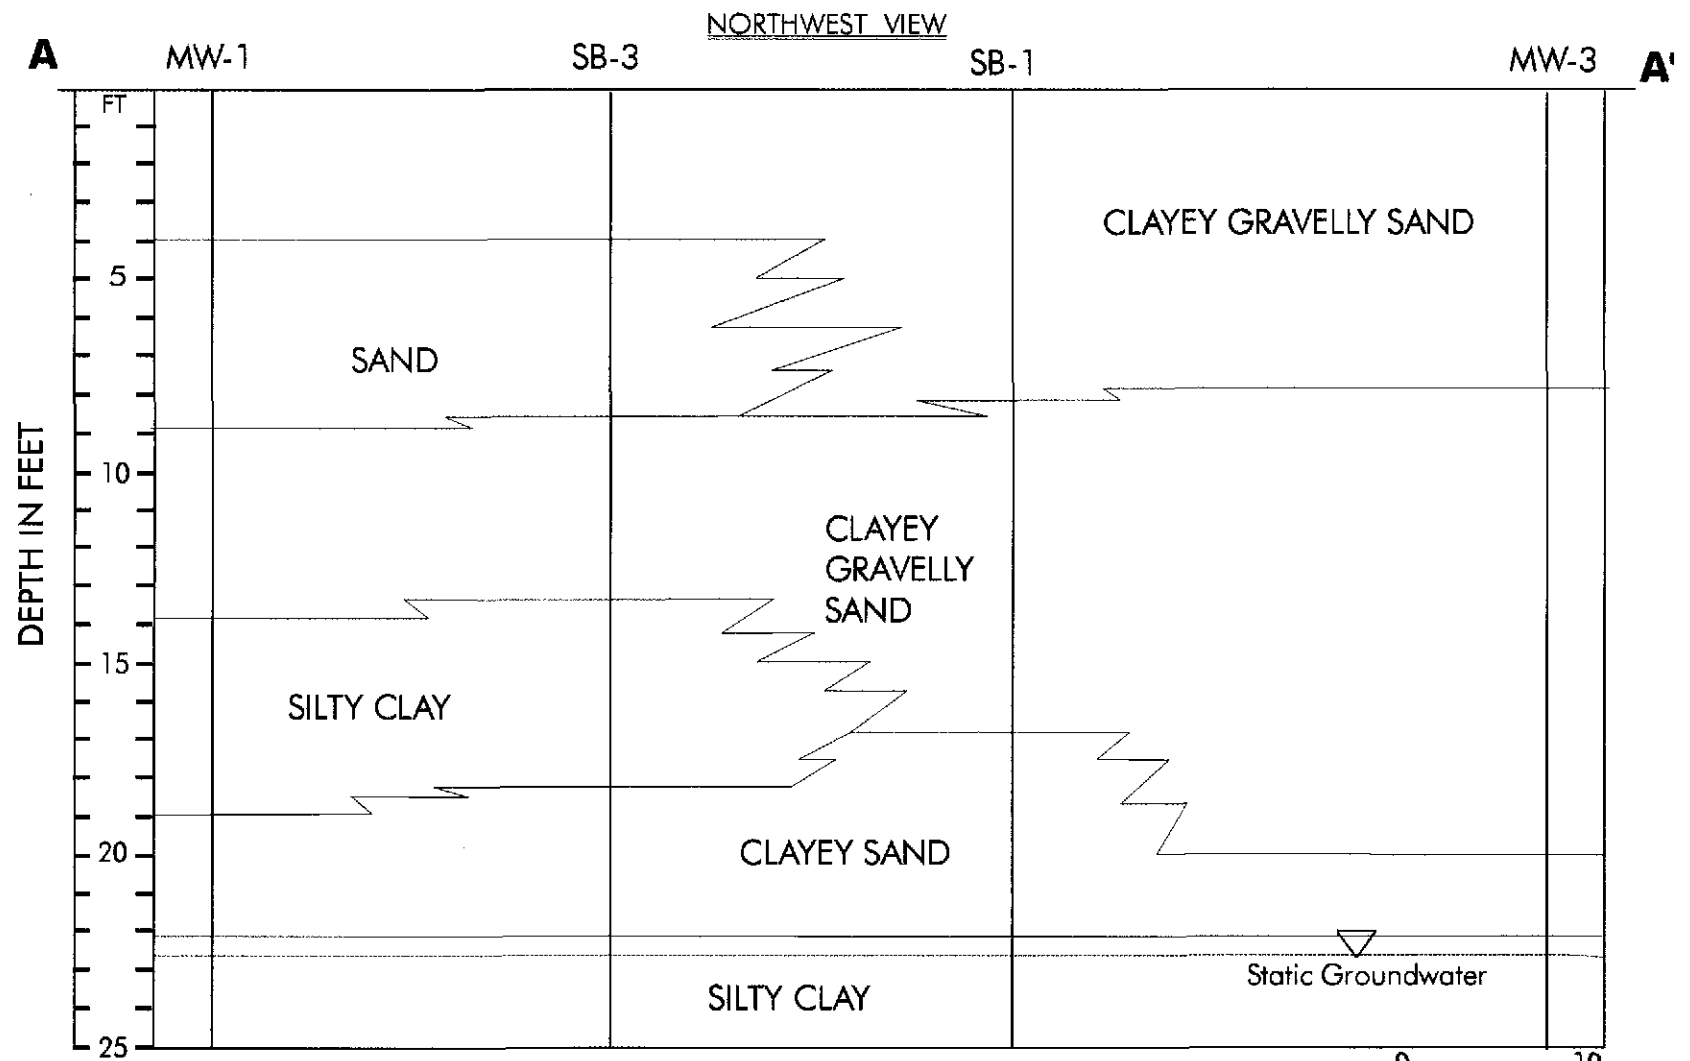 NORTHWEST VIEW
A MW-1 SB-3 SB-1 MW-3 A'
FT
CLAYEY GRAVELLY SAND
5
SAND
DEPTH IN FEET
10
CLAYEY
GRAVELLY
SAND
15
SILTY CLAY
20
CLAYEY SAND
Static Groundwater
SILTY CLAY
25